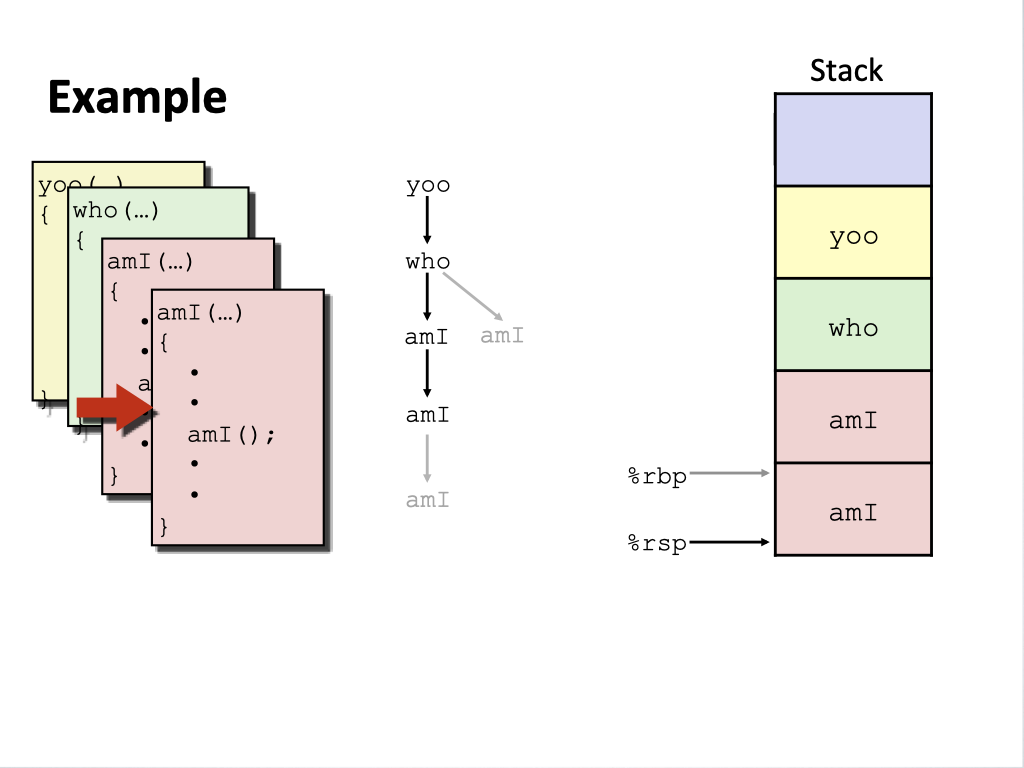 Example
Stack
yoo(…)
{
}
who(…)
{
}
amI(…)
{
•
•
a
•
}
amI(…)
{
•
•
amI();
•
•
}
yoo
who
amI amI
amI
amI
yoo
who
amI
amI
%rbp
%rsp